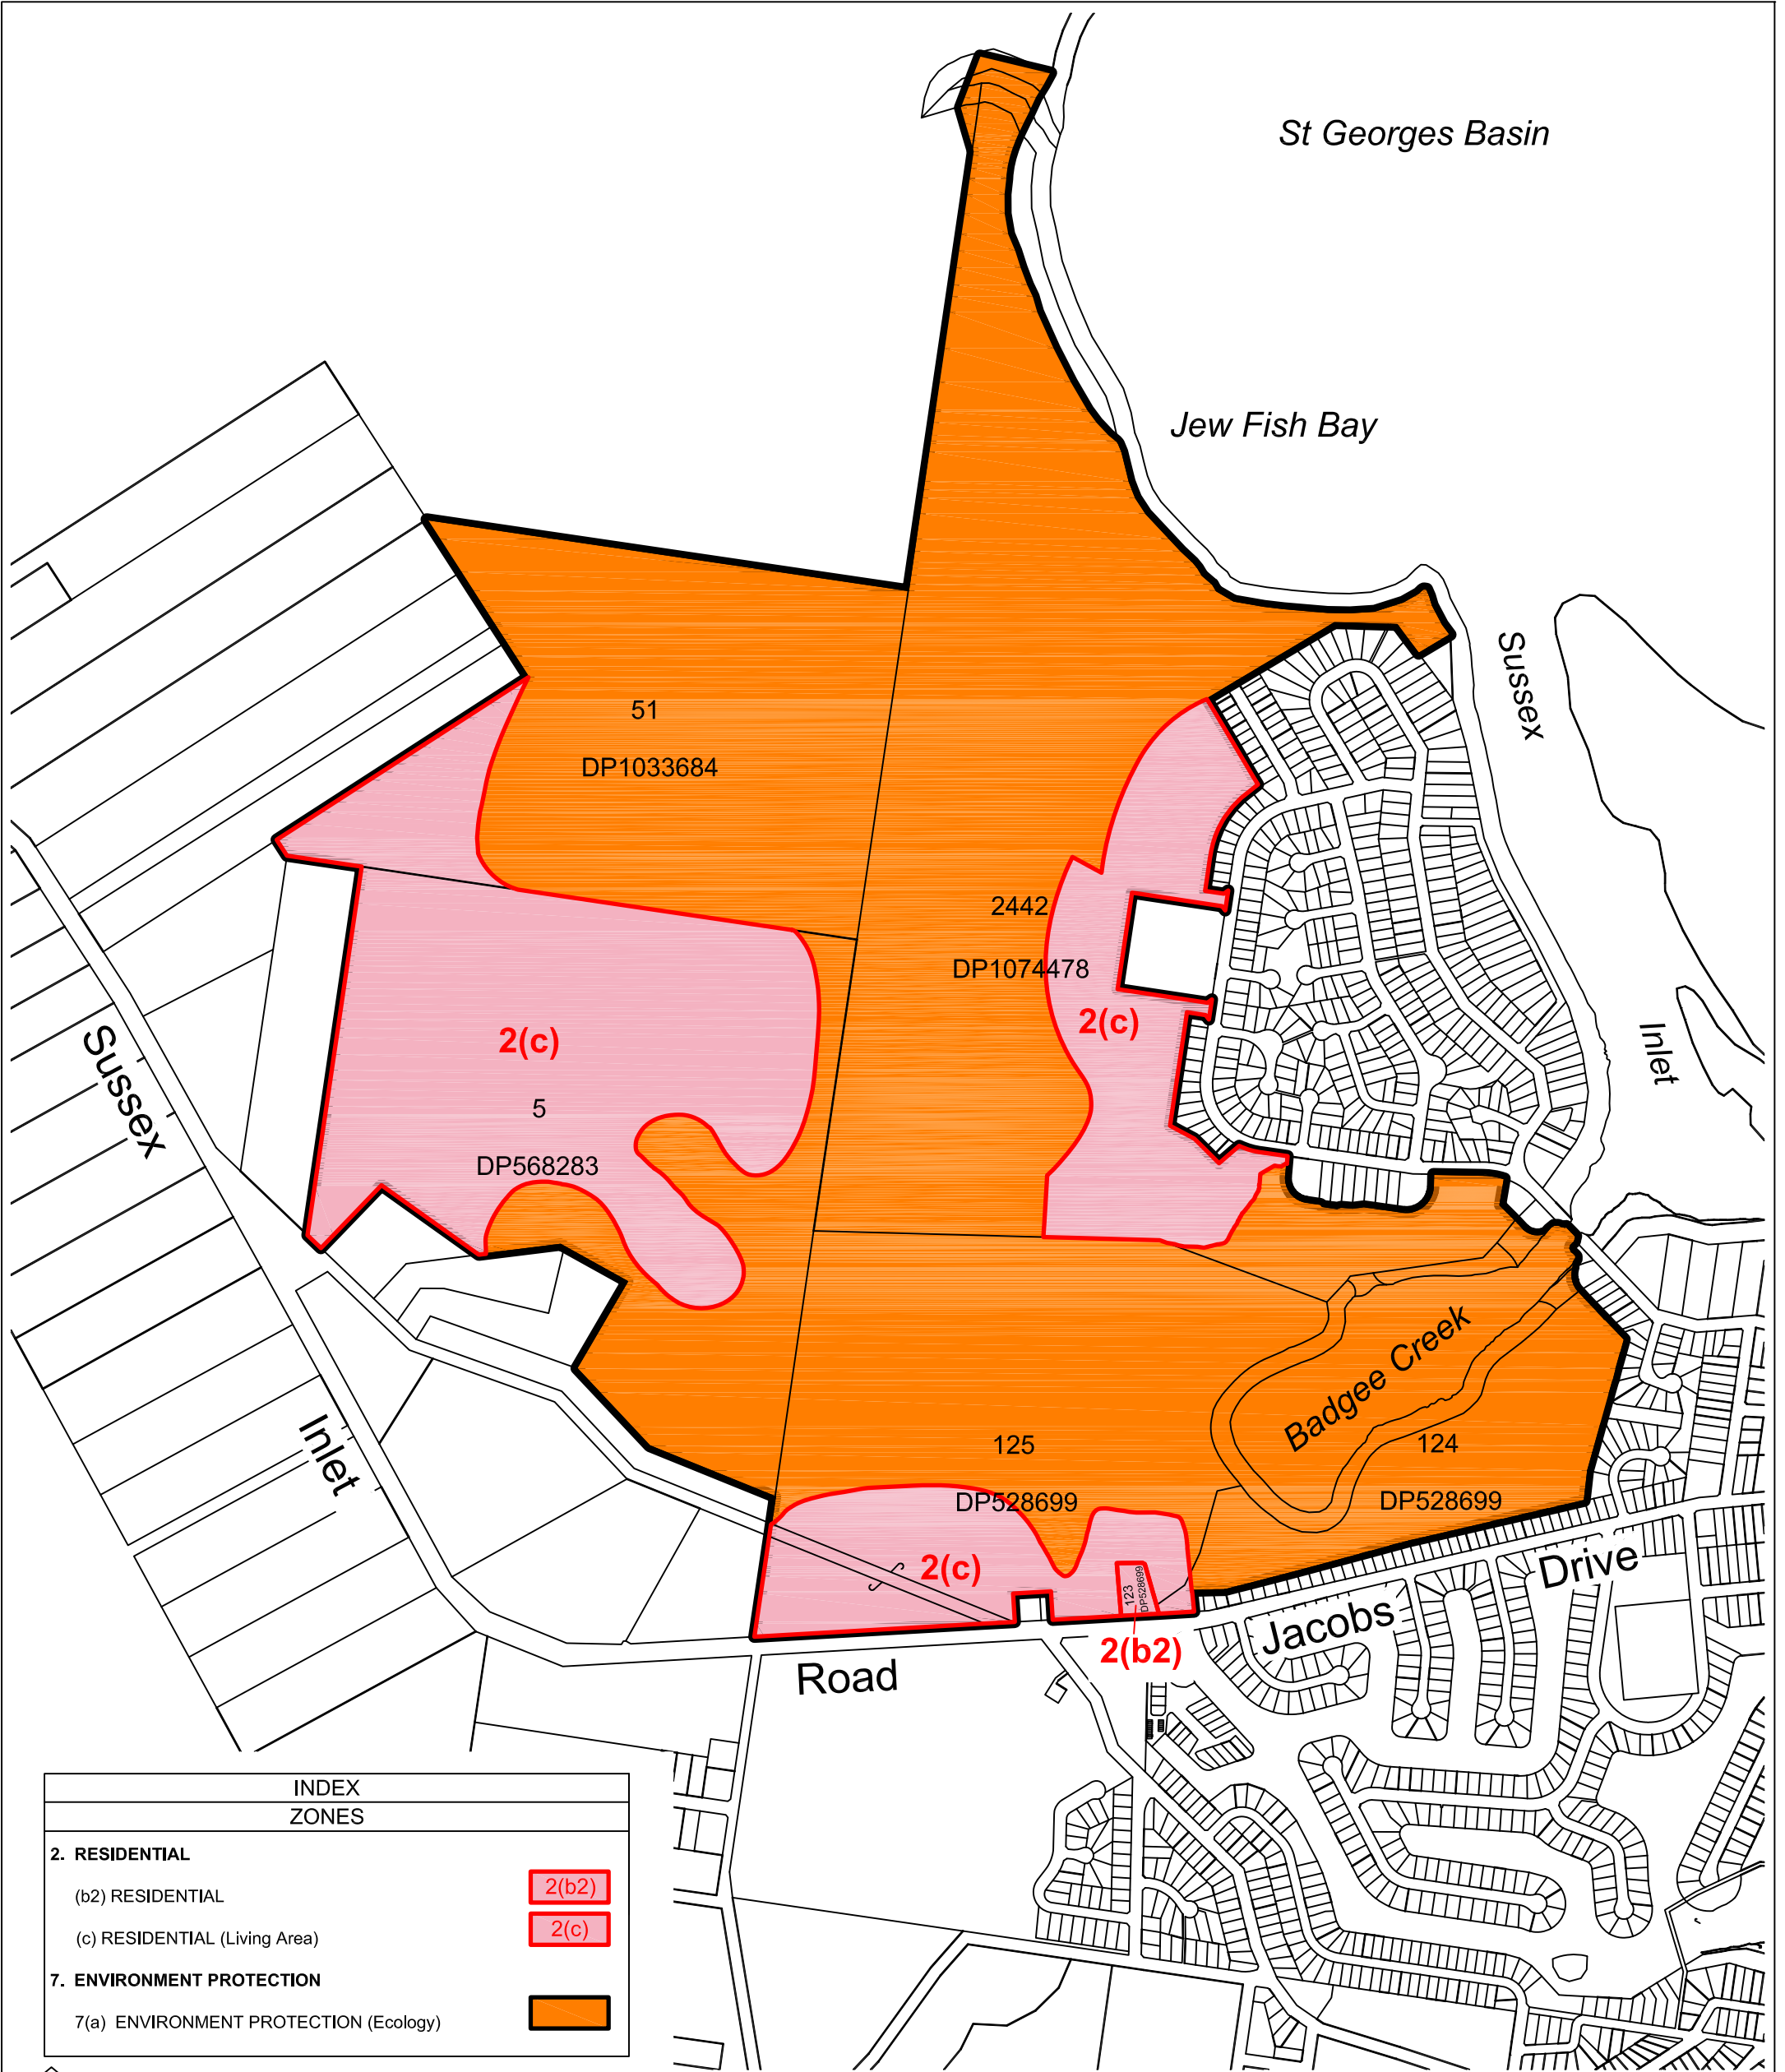 St Georges Basin
Jew Fish Bay
Sussex
Inlet
51
DP1033684
2442
DP1074478
2(c)
2(c)
5
DP568283
Sussex
Inlet
Badgee Creek
125
DP528699
124
DP528699
2(c)
123
DP528699
2(b2)
Road
Jacobs
Drive
INDEX
ZONES
2. RESIDENTIAL
(b2) RESIDENTIAL 2(b2)
(c) RESIDENTIAL (Living Area) 2(c)
7. ENVIRONMENT PROTECTION
7(a) ENVIRONMENT PROTECTION (Ecology)